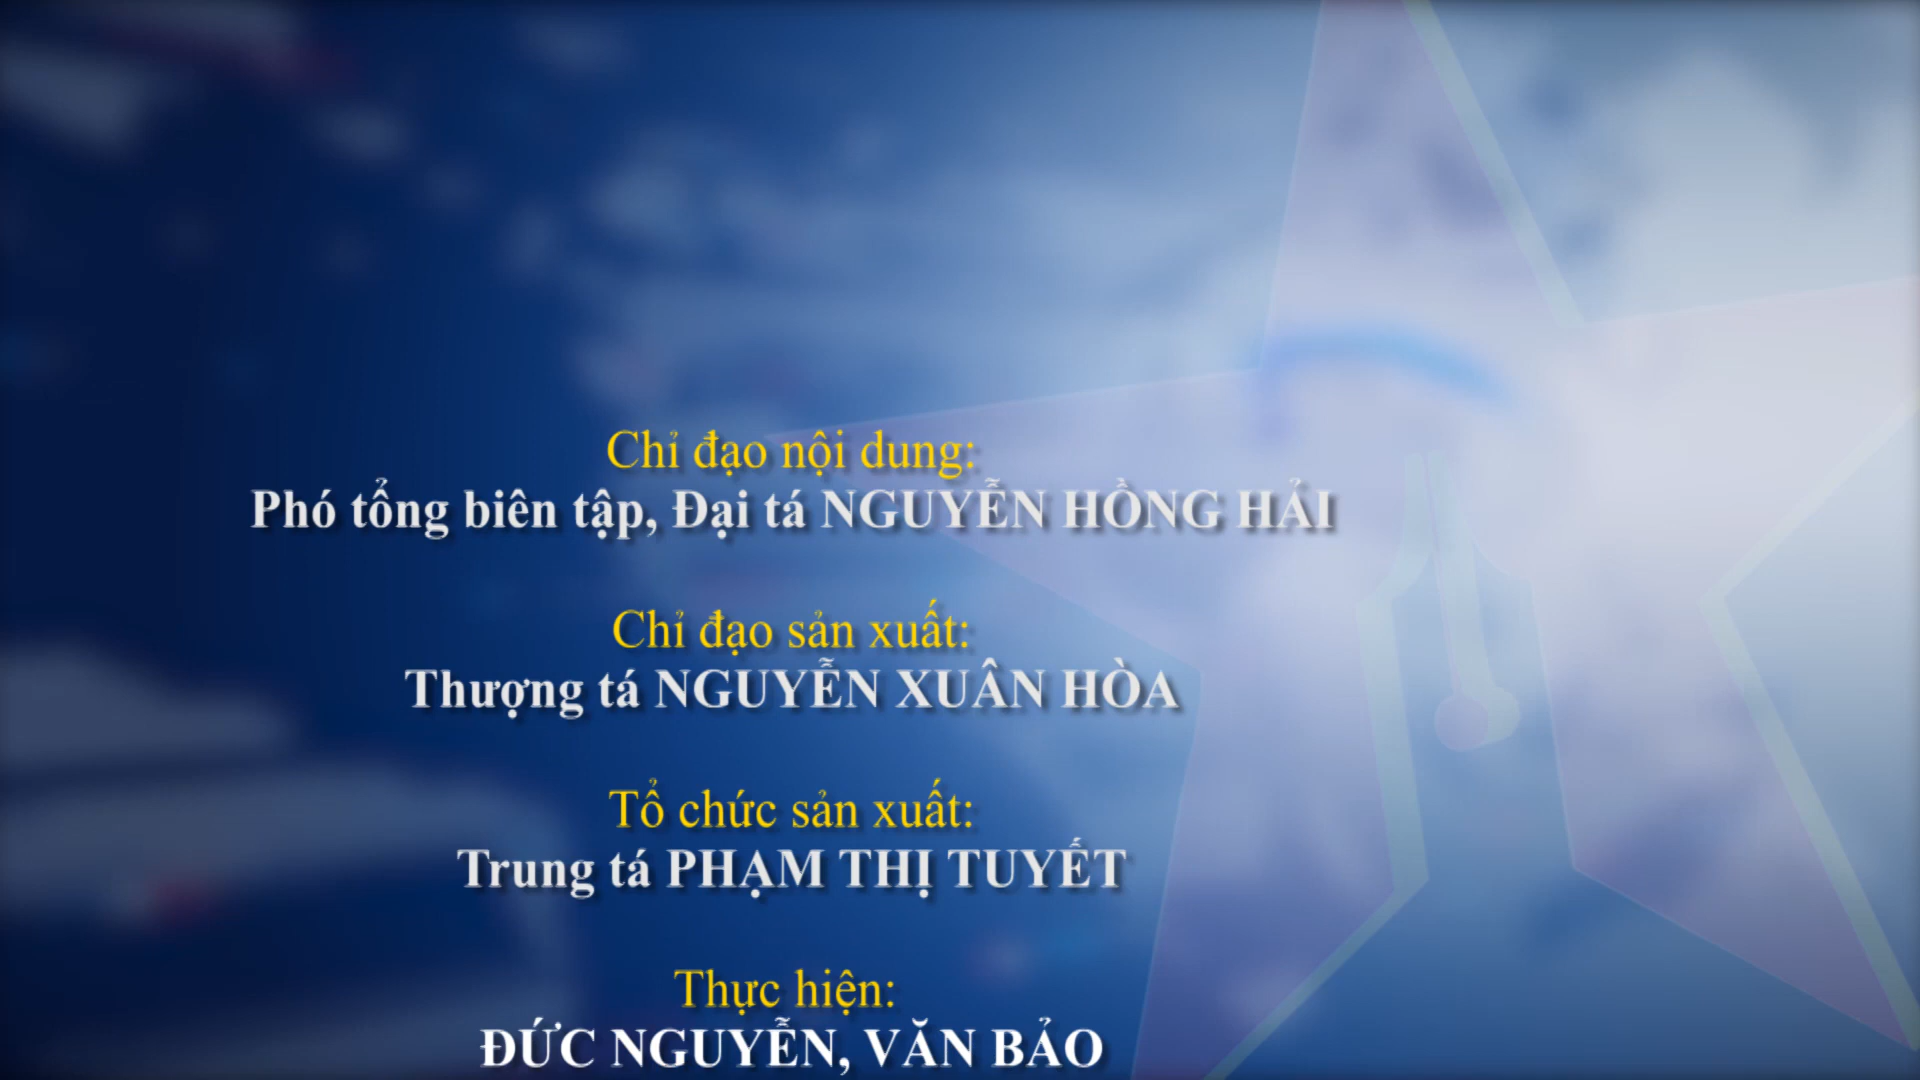 Chỉ đạo nội dung:
Phó tổng biên tập, Đại tá NGUYỄN HỒNG HẢI
Chỉ đạo sản xuất:
Thượng tá NGUYỄN XUÂN HÒA
Tổ chức sản xuất:
Trung tá PHẠM THỊ TUYẾT
Thực hiện:
ĐỨC NGUYỄN, VĂN BẢO